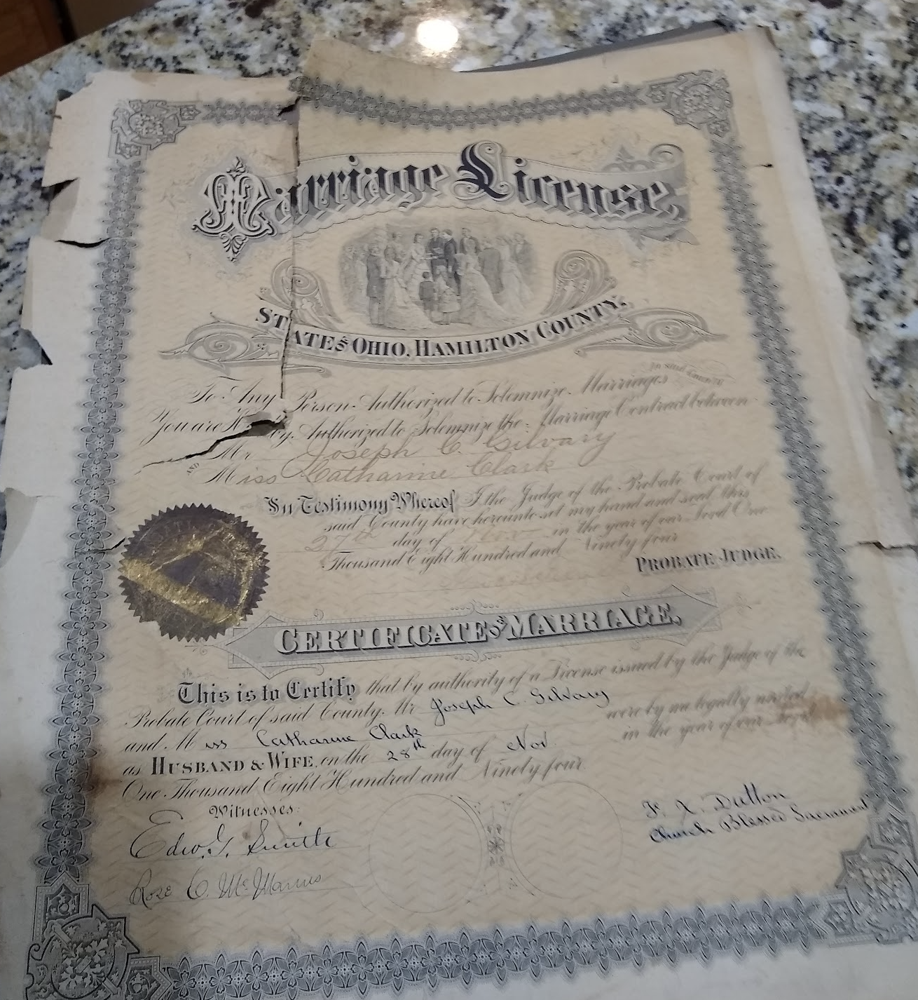 Marriage License,
STATE OF OHIO, HAMILTON COUNTY.
To Any Person Authorized to Solemnize Marriages in said County
You are H by Authorized to Solemnize the Marriage Contract between
Mr Joseph C. Gilvary
AND
Miss Catharine Clark
In Testimony Whereof I the Judge of the Probate Court of
said County have hereunto set my hand and seal this
27th day of Nov in the year of our Lord One
Thousand Eight Hundred and Ninety four
PROBATE JUDGE.
CERTIFICATE OF MARRIAGE,
This is to Certify that by authority of a License issued by the Judge of the
Probate Court of said County, Mr Joseph C. Gilvary
and Miss Catharine Clark were by me legally united
as HUSBAND & WIFE, on the 28th day of Nov. in the year of our Lord
One Thousand Eight Hundred and Ninety four
Witnesses:
F. X. Dutton
Church Blessed Sacrament
Edw. G. Smith
Rose C. McManus